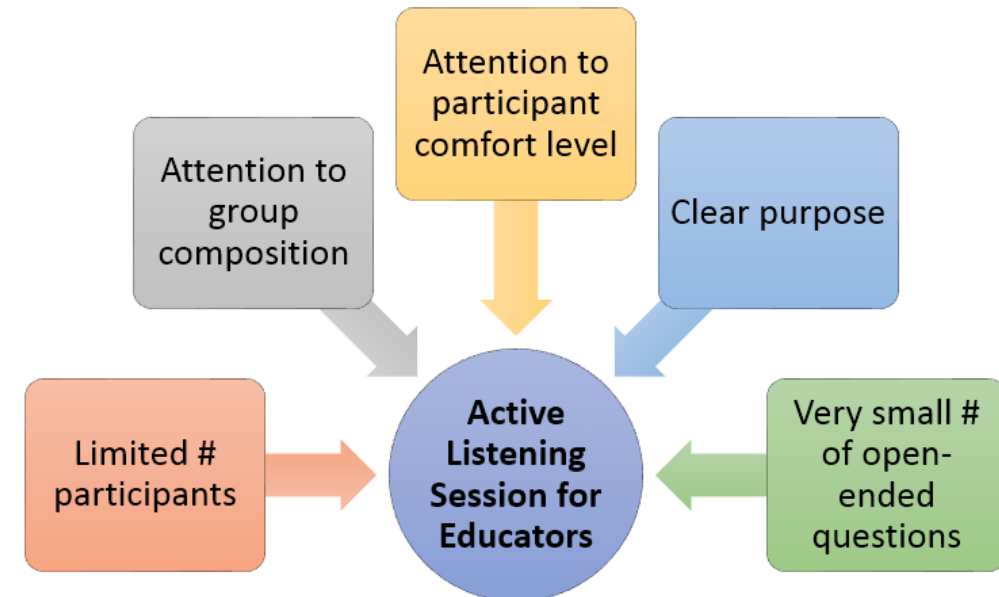 Attention to
participant
comfort level
Attention to
group
composition
Clear purpose
Limited #
participants
Active
Listening
Session for
Educators
Very small #
of open-
ended
questions